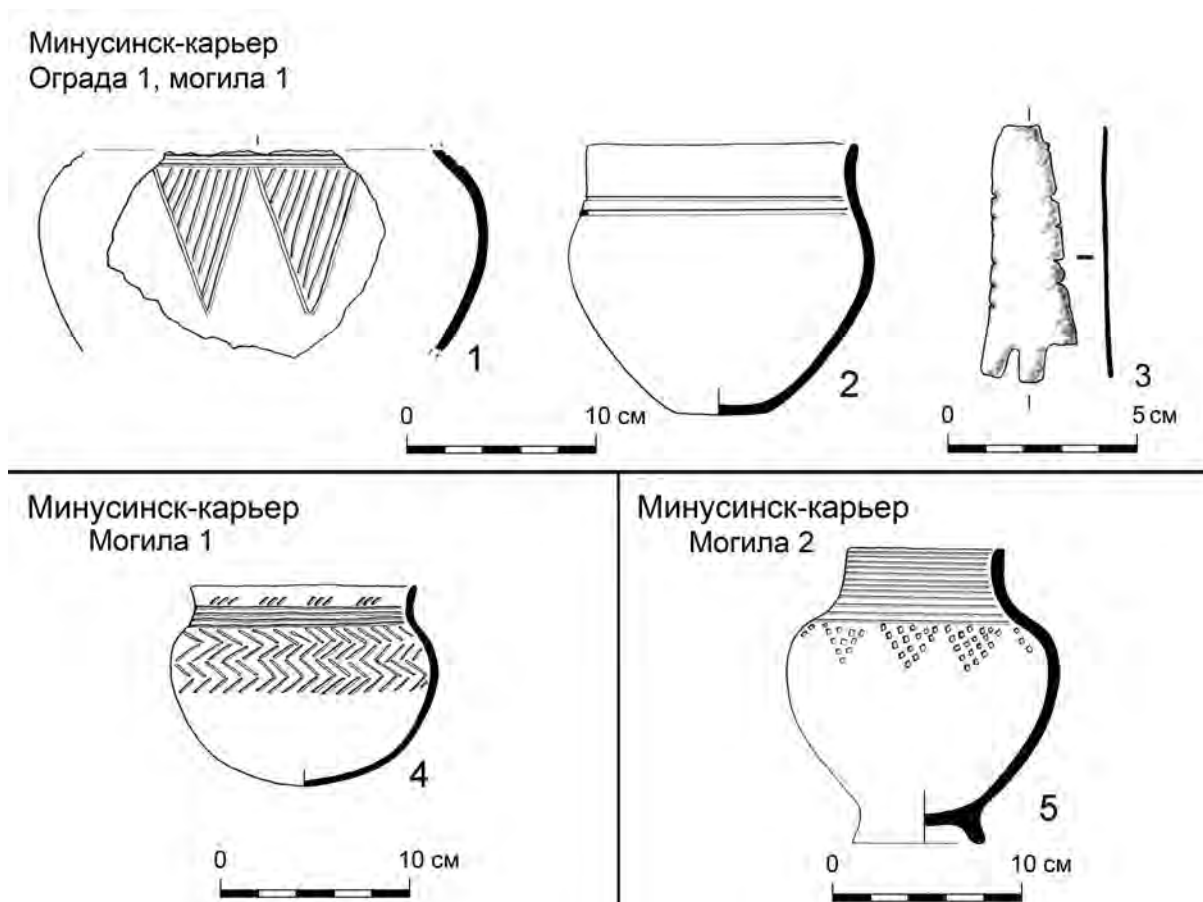 Минусинск-карьер
Ограда 1, могила 1
1
2
3
0 10 см
0 5 см
Минусинск-карьер
Могила 1
4
0 10 см
Минусинск-карьер
Могила 2
5
0 10 см